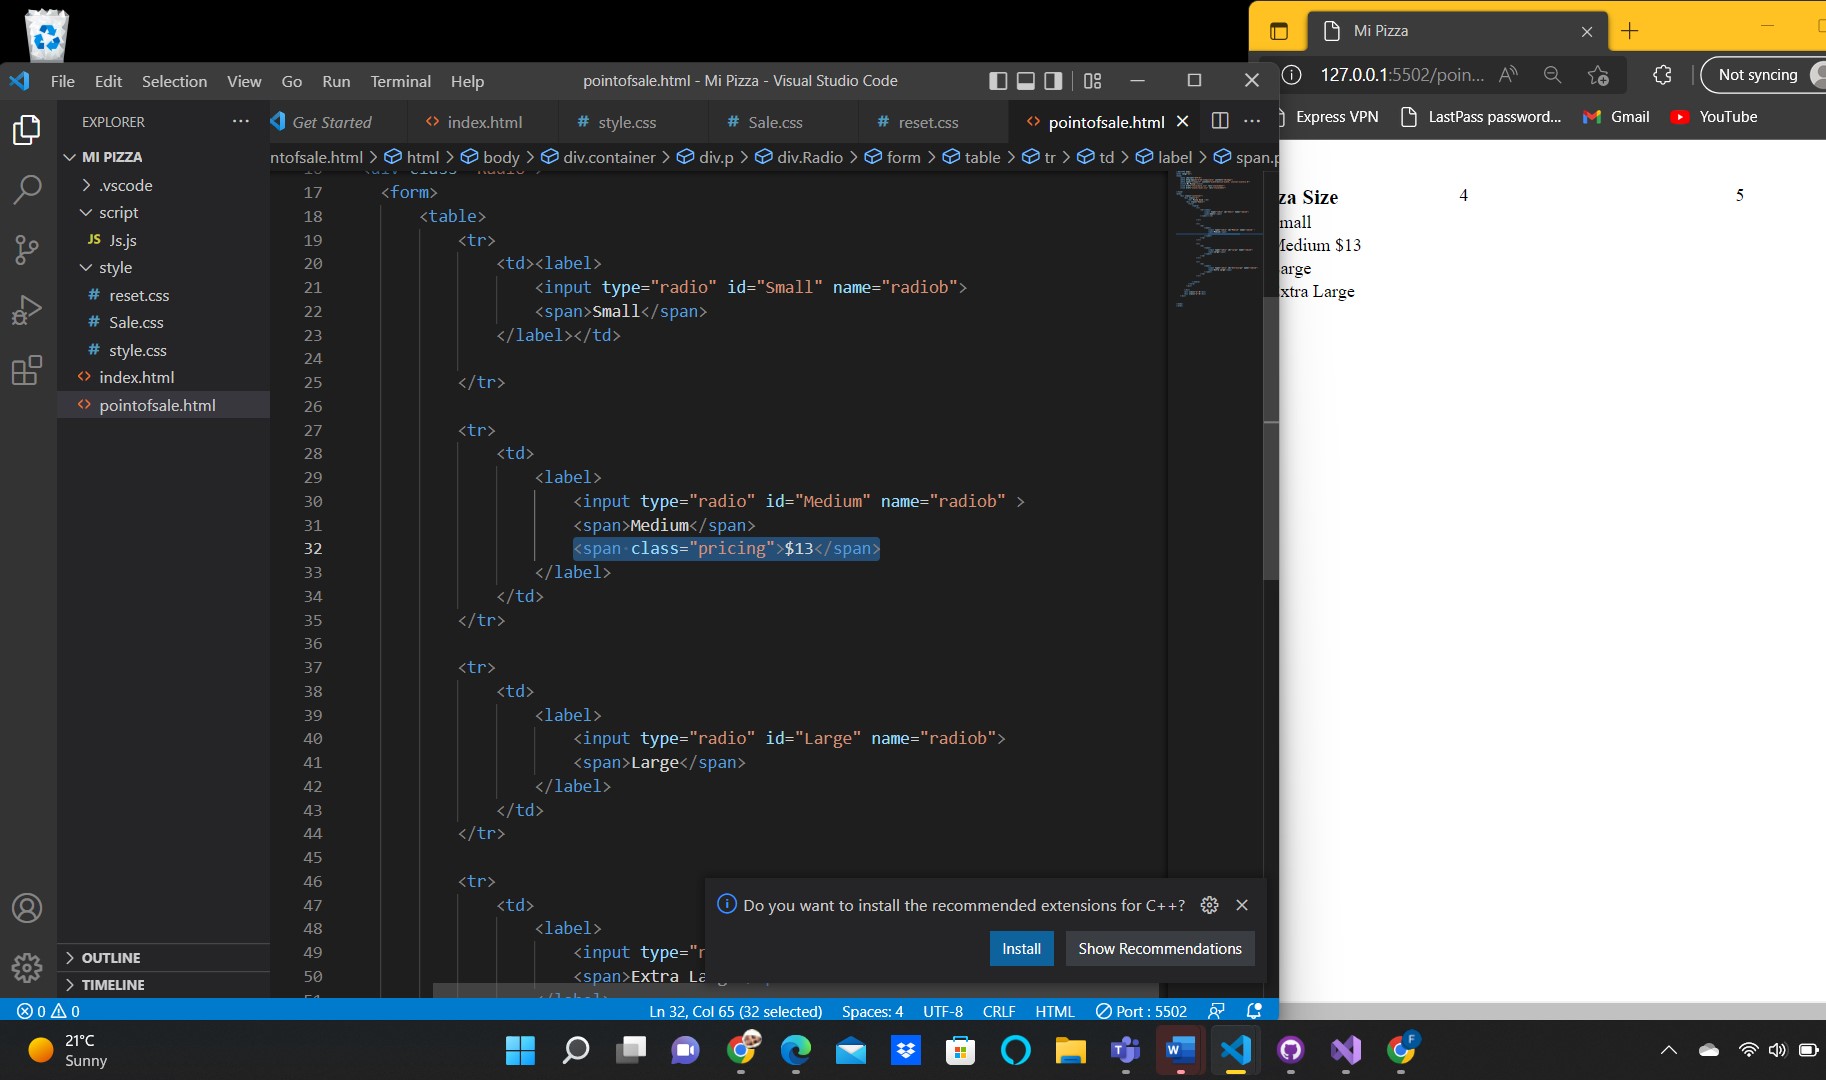 File Edit Selection View Go Run Terminal Help
pointofsale.html - Mi Pizza - Visual Studio Code
EXPLORER
MI PIZZA
.vscode
script
JS Js.js
style
# reset.css
# Sale.css
# style.css
<> index.html
<> pointofsale.html
OUTLINE
TIMELINE
Get Started
<> index.html
# style.css
# Sale.css
# reset.css
<> pointofsale.html
ntofsale.html > html > body > div.container > div.p > div.Radio > form > table > tr > td > label > span.p
17 <form>
18 <table>
19 <tr>
20 <td><label>
21 <input type="radio" id="Small" name="radiob">
22 <span>Small</span>
23 </label></td>
24
25 </tr>
26
27 <tr>
28 <td>
29 <label>
30 <input type="radio" id="Medium" name="radiob" >
31 <span>Medium</span>
32 <span class="pricing">$13</span>
33 </label>
34 </td>
35 </tr>
36
37 <tr>
38 <td>
39 <label>
40 <input type="radio" id="Large" name="radiob">
41 <span>Large</span>
42 </label>
43 </td>
44 </tr>
45
46 <tr>
47 <td>
48 <label>
49 <input type="r
50 <span>Extra La
Do you want to install the recommended extensions for C++?
Install
Show Recommendations
0 0
Ln 32, Col 65 (32 selected) Spaces: 4 UTF-8 CRLF HTML Port : 5502
Mi Pizza
127.0.0.1:5502/poin...
Not syncing
Express VPN
LastPass password...
Gmail
YouTube
za Size 4 5
mall
Medium $13
arge
xtra Large
21°C
Sunny
W
F